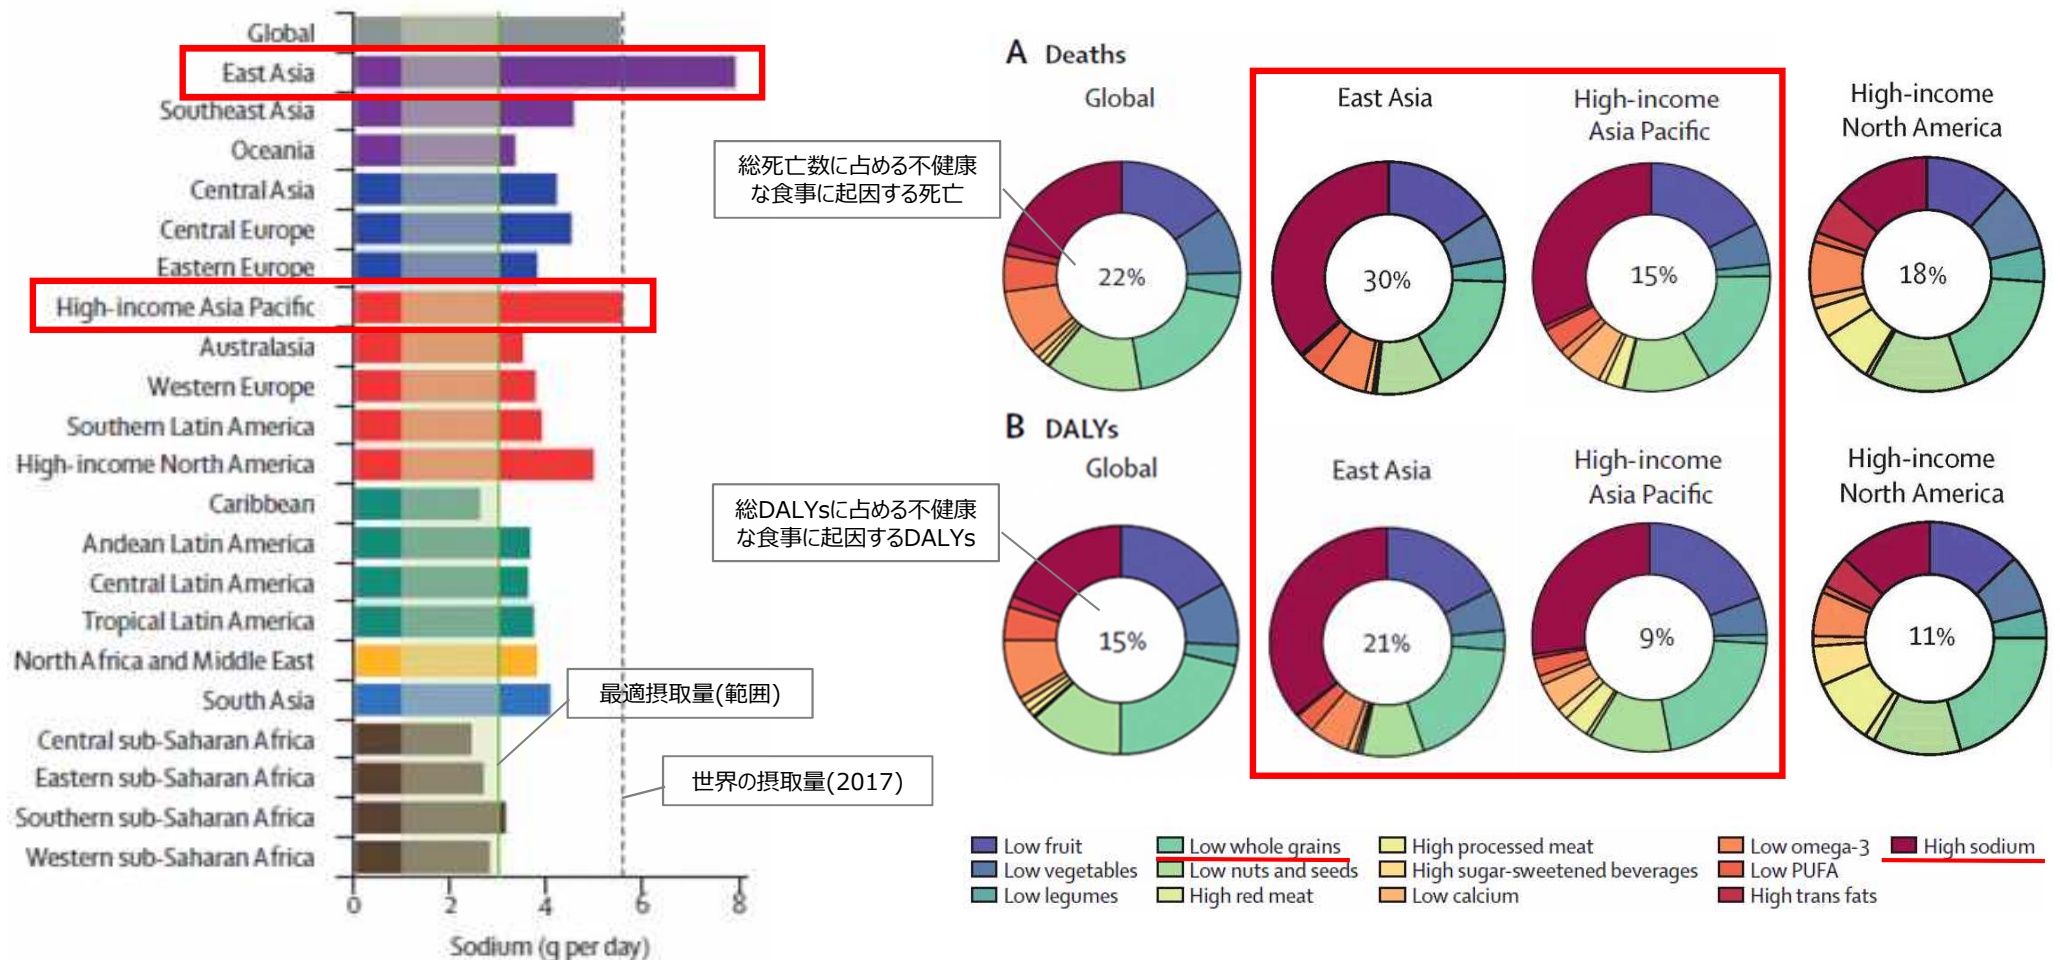 Global
East Asia
Southeast Asia
Oceania
Central Asia
Central Europe
Eastern Europe
High-income Asia Pacific
Australasia
Western Europe
Southern Latin America
High-income North America
Caribbean
Andean Latin America
Central Latin America
Tropical Latin America
North Africa and Middle East
South Asia
Central sub-Saharan Africa
Eastern sub-Saharan Africa
Southern sub-Saharan Africa
Western sub-Saharan Africa
0 2 4 6 8
Sodium (g per day)
最適摂取量(範囲)
世界の摂取量(2017)
A Deaths
Global
East Asia
High-income
Asia Pacific
High-income
North America
総死亡数に占める不健康
な食事に起因する死亡
22%
30%
15%
18%
B DALYs
Global
East Asia
High-income
Asia Pacific
High-income
North America
総DALYsに占める不健康
な食事に起因するDALYs
15%
21%
9%
11%
Low fruit
Low vegetables
Low legumes
Low whole grains
Low nuts and seeds
High red meat
High processed meat
High sugar-sweetened beverages
Low calcium
Low omega-3
Low PUFA
High trans fats
High sodium